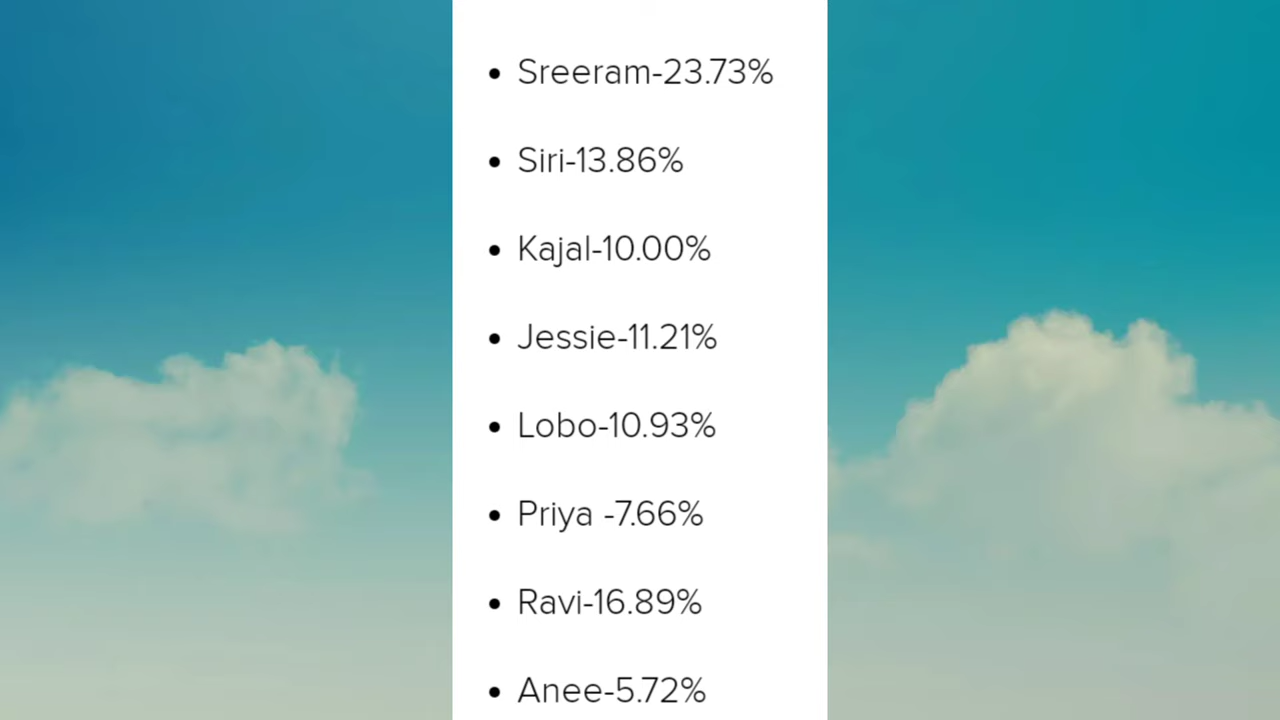 • Sreeram-23.73%
• Siri-13.86%
• Kajal-10.00%
• Jessie-11.21%
• Lobo-10.93%
• Priya -7.66%
• Ravi-16.89%
• Anee-5.72%